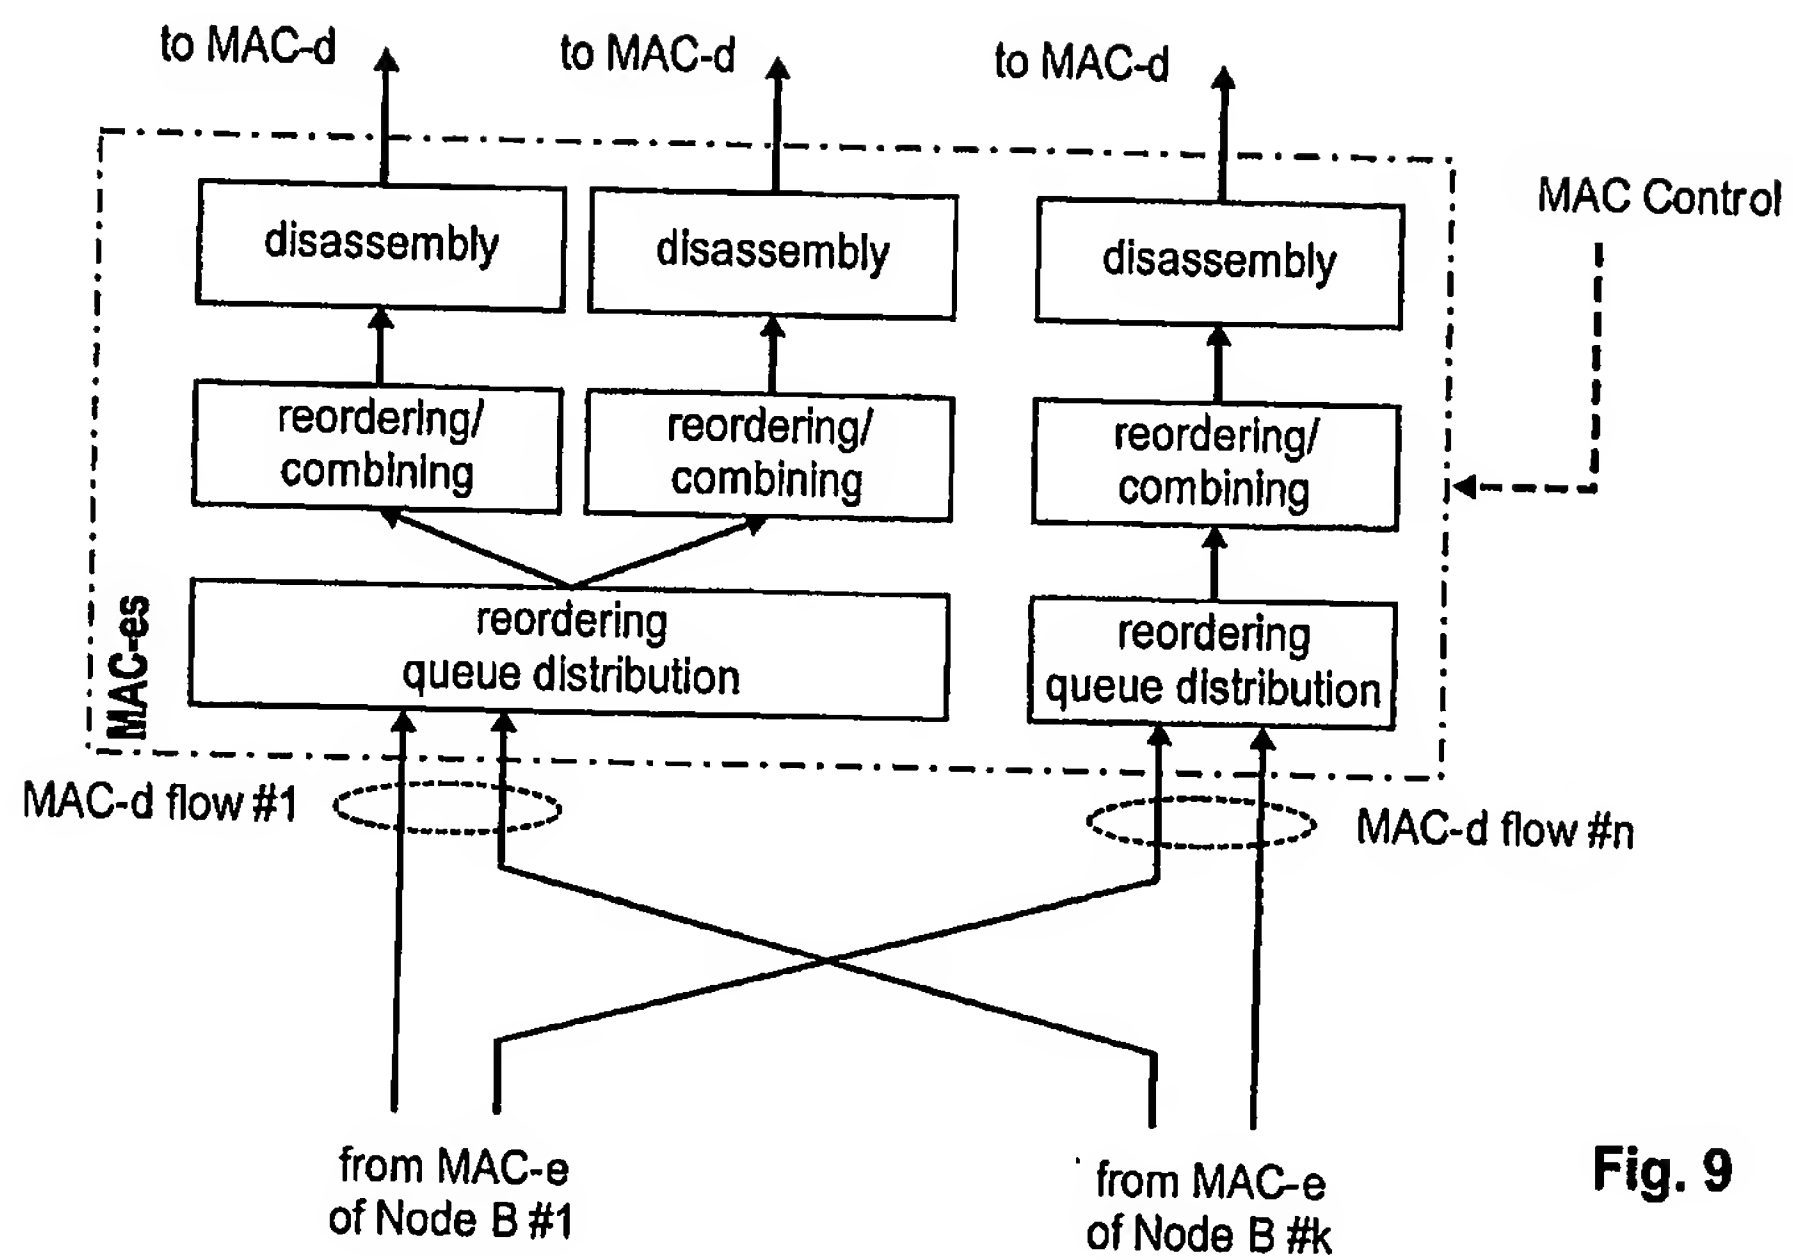 to MAC-d
to MAC-d
to MAC-d
MAC Control
disassembly
disassembly
disassembly
reordering/
combining
reordering/
combining
reordering/
combining
MAC-es
reordering
queue distribution
reordering
queue distribution
MAC-d flow #1
MAC-d flow #n
from MAC-e
of Node B #1
from MAC-e
of Node B #k
Fig. 9